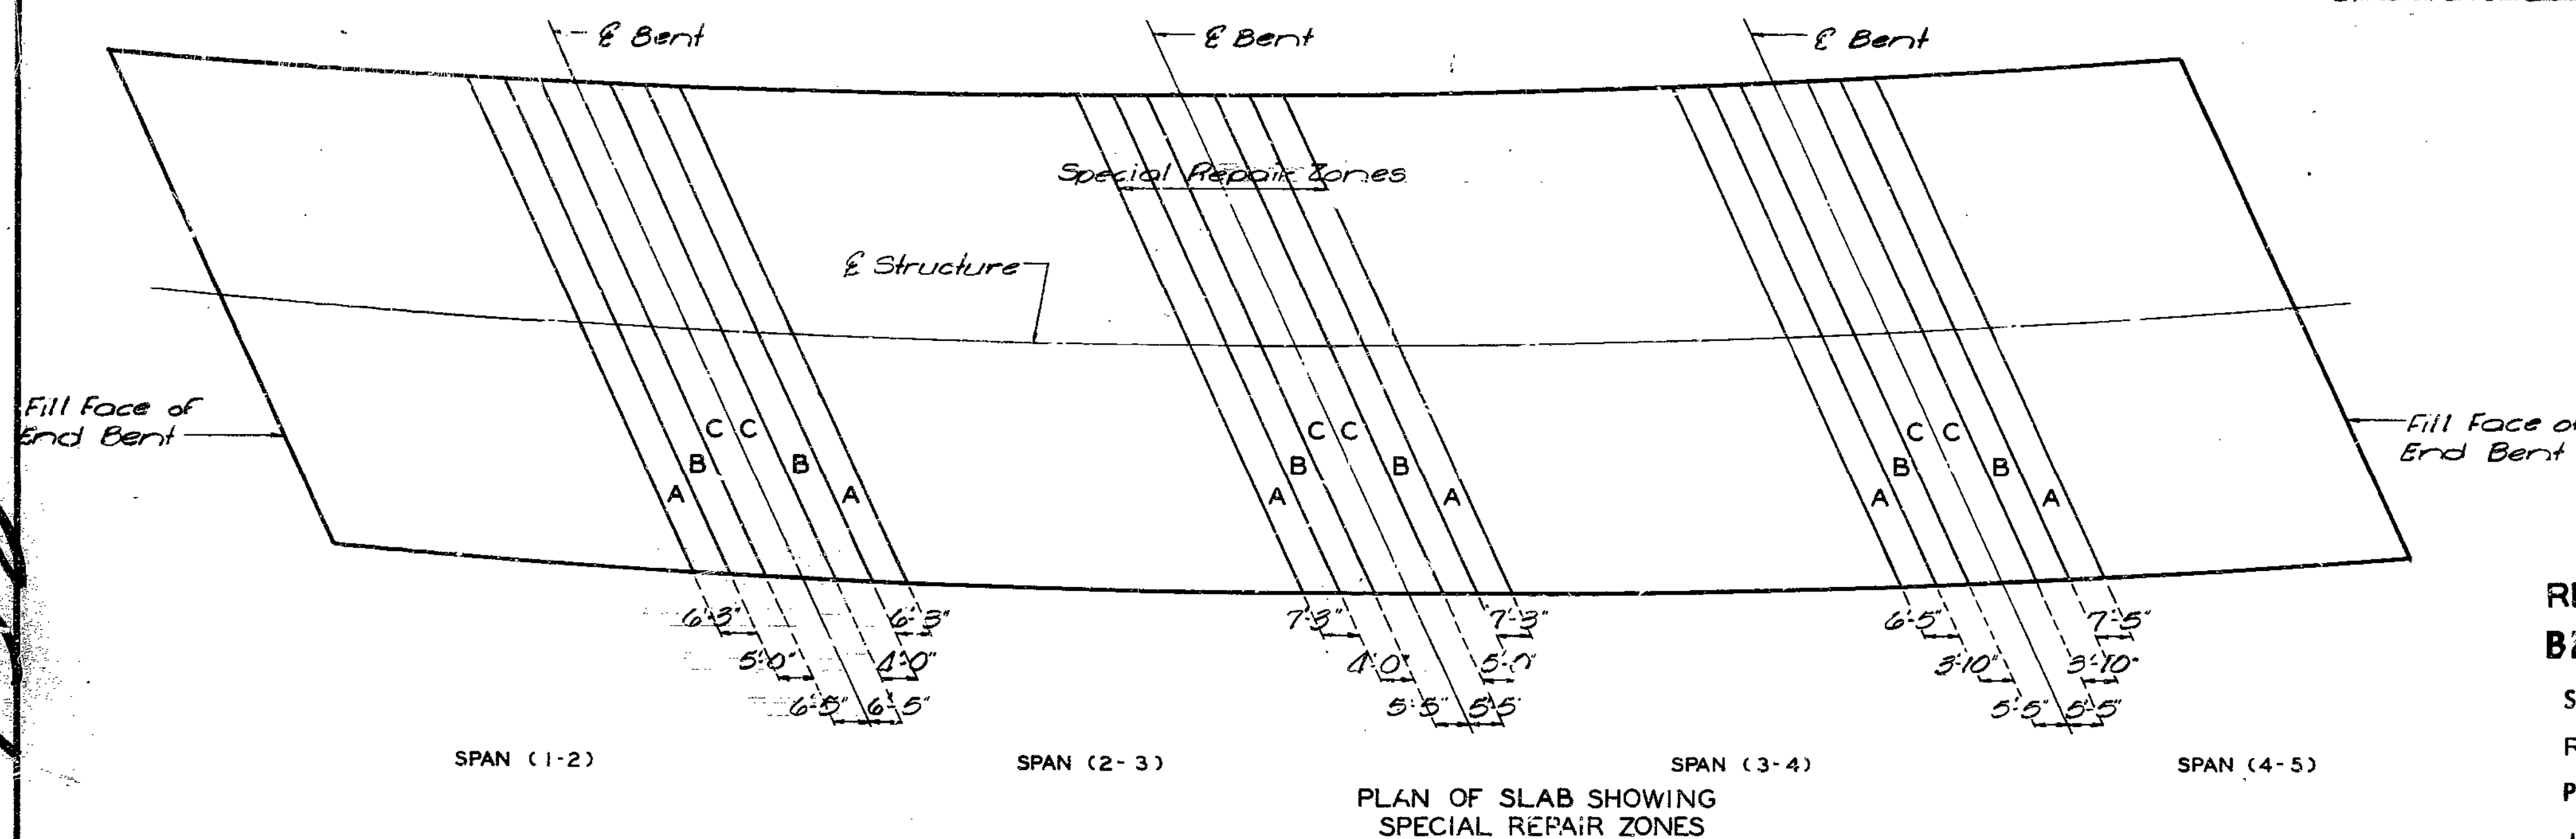 ℄ Bent
℄ Bent
℄ Bent
Special Repair Zones
℄ Structure
Fill Face of
End Bent
Fill Face of
End Bent
C C
B B
A A
C C
B B
A A
C C
B B
A A
6'-3" 6'-3"
5'-0" 4'-0"
6'-5" 6'-5"
7'-3" 7'-3"
4'-0" 5'-0"
5'-5" 5'-5"
6'-5" 7'-5"
3'-10" 3'-10"
5'-5" 5'-5"
SPAN (1-2)
SPAN (2-3)
SPAN (3-4)
SPAN (4-5)
PLAN OF SLAB SHOWING
SPECIAL REPAIR ZONES